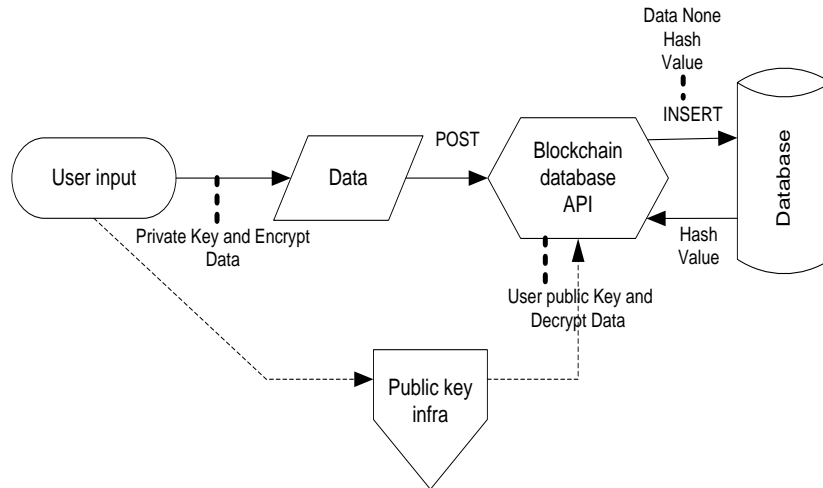 Data None
Hash
Value
INSERT
POST
User input
Data
Blockchain
database
API
Database
Private Key and Encrypt
Data
Hash
Value
User public Key and
Decrypt Data
Public key
infra